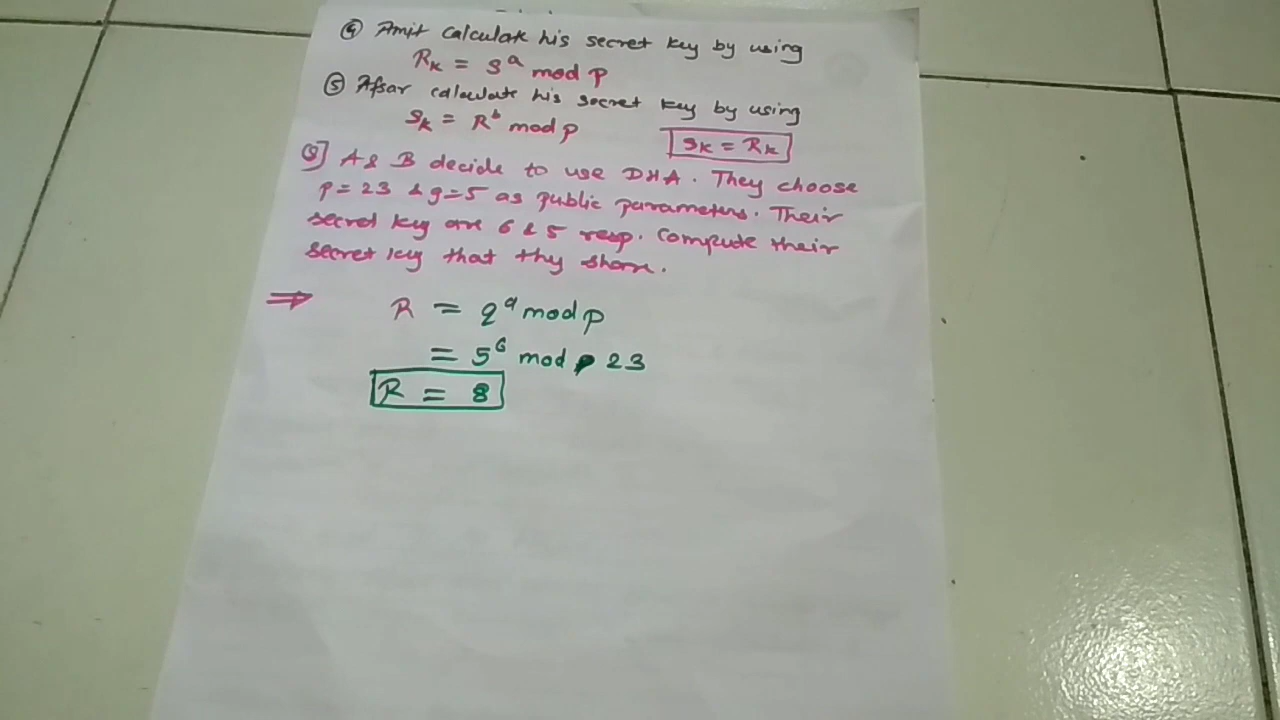 ④ Amit calculate his secret key by using
Rk = S^a mod p
⑤ Afsar calculate his secret key by using
Sk = R^b mod p
SK = RK
Q] A & B decide to use DHA. They choose
p = 23 & g = 5 as public parameters. Their
secret key are 6 & 5 resp. Compute their
secret key that thy share.
⇒ R = g^a mod p
= 5^6 mod 23
R = 8